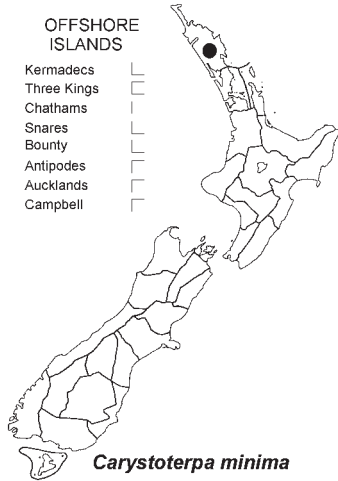 OFFSHORE
ISLANDS
Kermadecs
Three Kings
Chathams
Snares
Bounty
Antipodes
Aucklands
Campbell
Carystoterpa minima